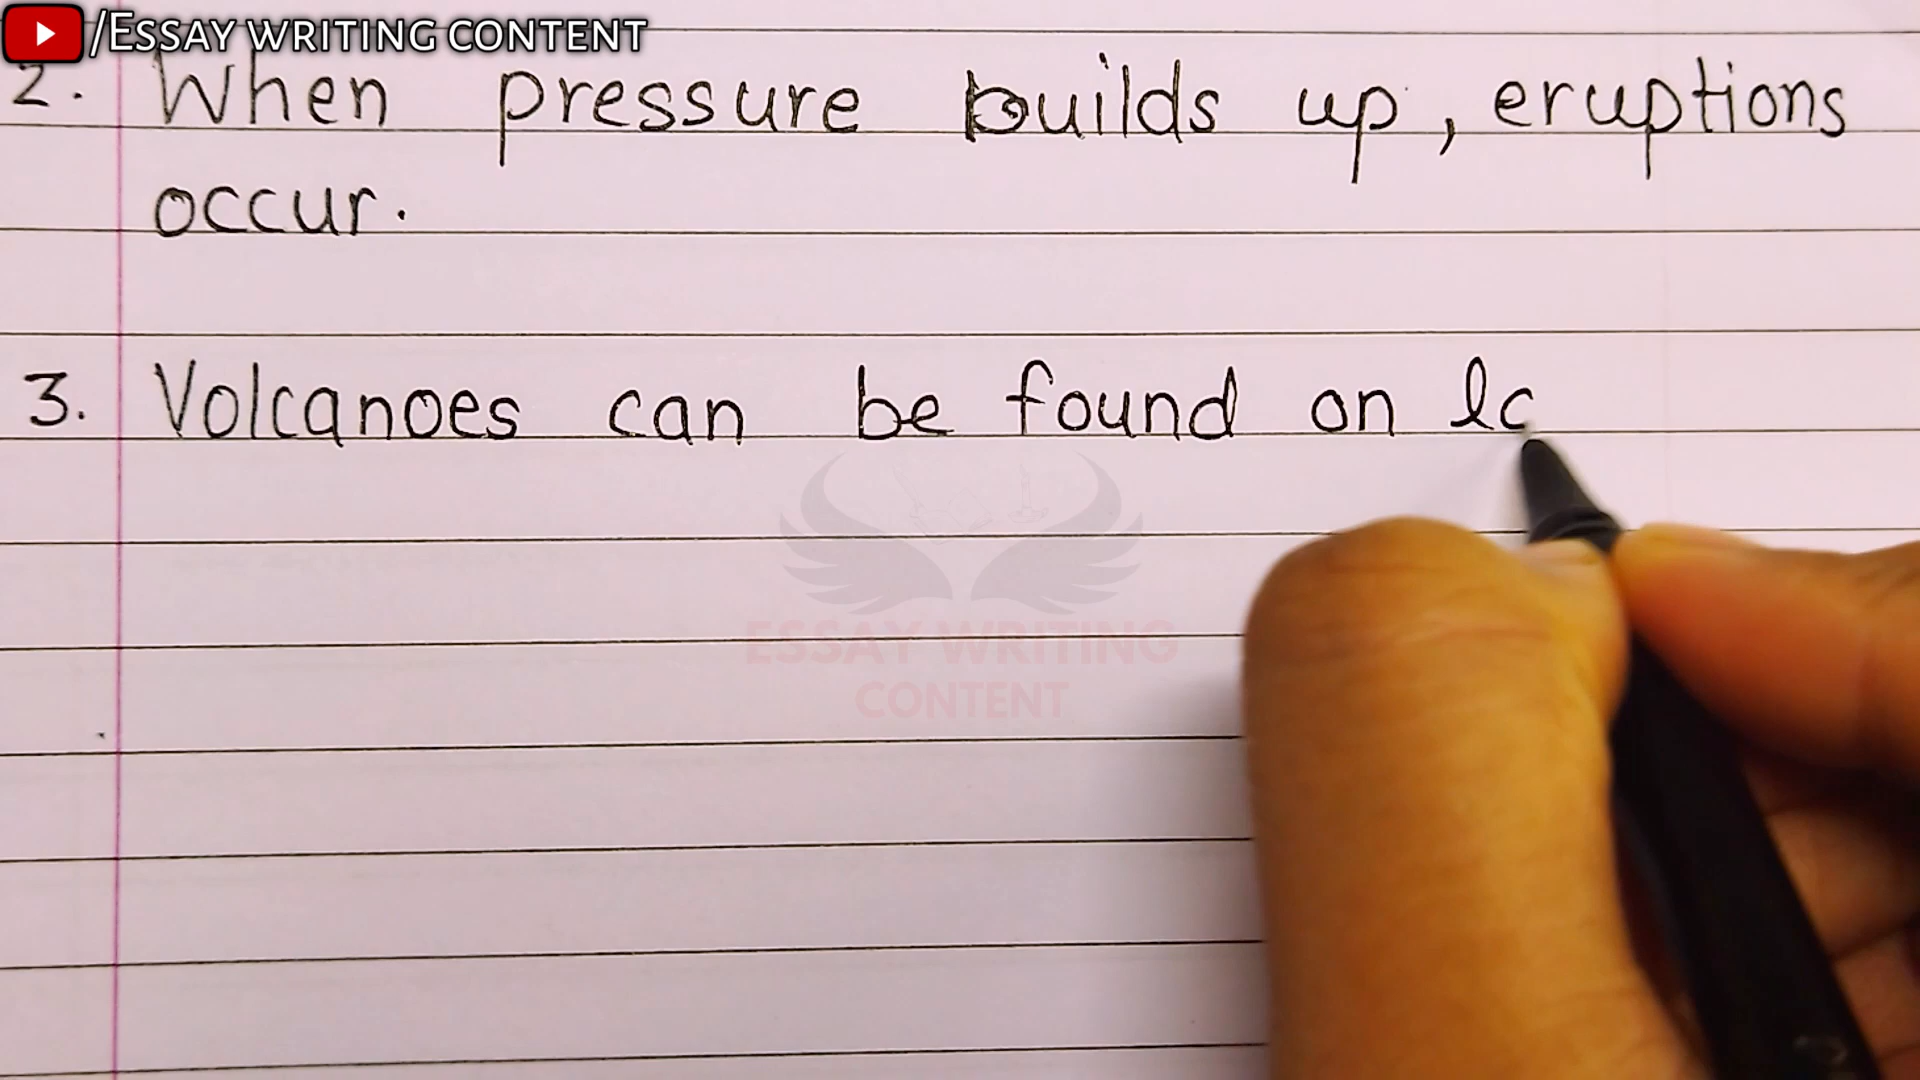 /ESSAY WRITING CONTENT
2. When pressure builds up, eruptions
occur.
3. Volcanoes can be found on
ESSAY WRITING
CONTENT